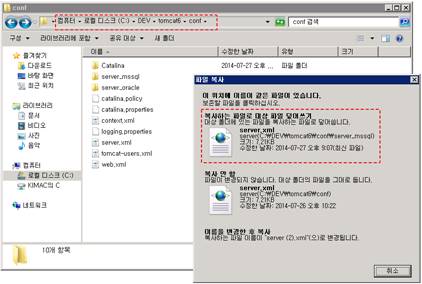 conf
컴퓨터 ▸ 로컬 디스크 (C:) ▸ DEV ▸ tomcat6 ▸ conf
conf 검색
구성 라이브러리에 포함 공유 대상 새 폴더
이름 수정한 날짜 유형 크기
즐겨찾기
다운로드
바탕 화면
최근 위치
라이브러리
문서
비디오
사진
음악
컴퓨터
로컬 디스크 (C:)
KIMAC의 C
네트워크
Catalina 2014-07-27 오후 ... 파일 폴더
server_mssql
server_oracle
catalina.policy
catalina.properties
context.xml
logging.properties
server.xml
tomcat-users.xml
web.xml
10개 항목
파일 복사
이 위치에 이름이 같은 파일이 있습니다.
보존할 파일을 클릭하십시오.
복사하는 파일로 대상 파일 덮어쓰기
대상 폴더에 있는 파일을 복사하는 파일로 덮어씁니다.
server.xml
server(C:\DEV\tomcat6\conf\server_mssql)
크기: 7.21KB
수정한 날짜: 2014-07-27 오후 9:07(최신 파일)
복사 안 함
파일이 변경되지 않습니다. 대상 폴더의 파일을 그대로 둡니다.
server.xml
server(C:\DEV\tomcat6\conf)
크기: 7.21KB
수정한 날짜: 2014-07-26 오후 10:22
이름을 변경한 후 복사
복사하는 파일 이름이 "server (2).xml"(으)로 변경됩니다.
취소